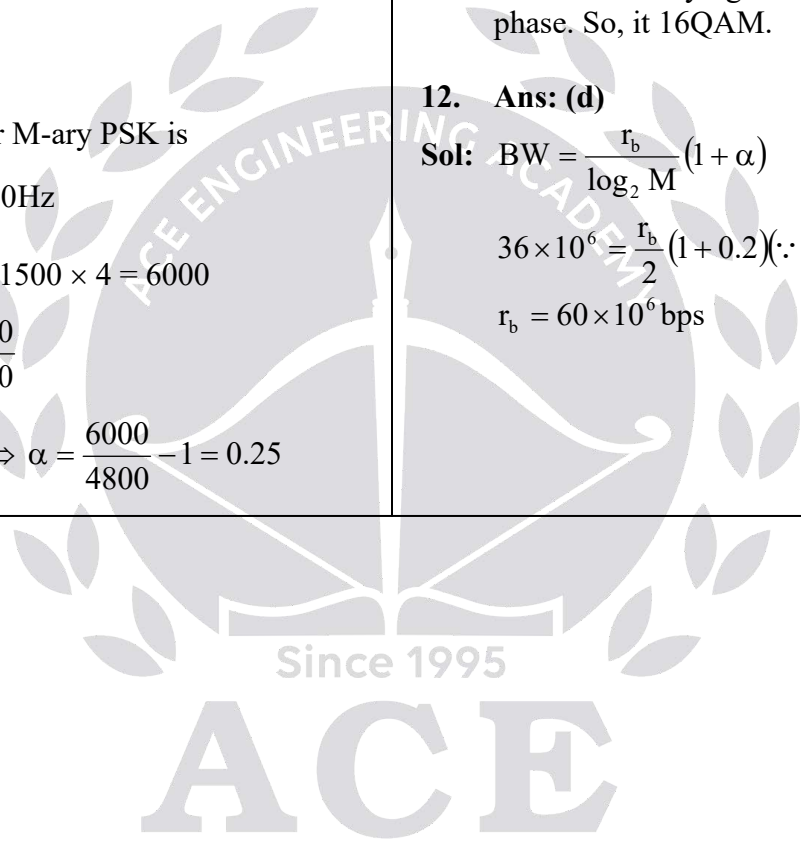 r M-ary PSK is
0Hz
1500 × 4 = 6000
0
0
⇒ α = 6000/4800 − 1 = 0.25
phase. So, it 16QAM.
12. Ans: (d)
Sol: BW = r_b/log_2 M (1 + α)
36 × 10^6 = r_b/2 (1 + 0.2)(∵
r_b = 60 × 10^6 bps
ACE ENGINEERING ACADEMY
Since 1995
ACE